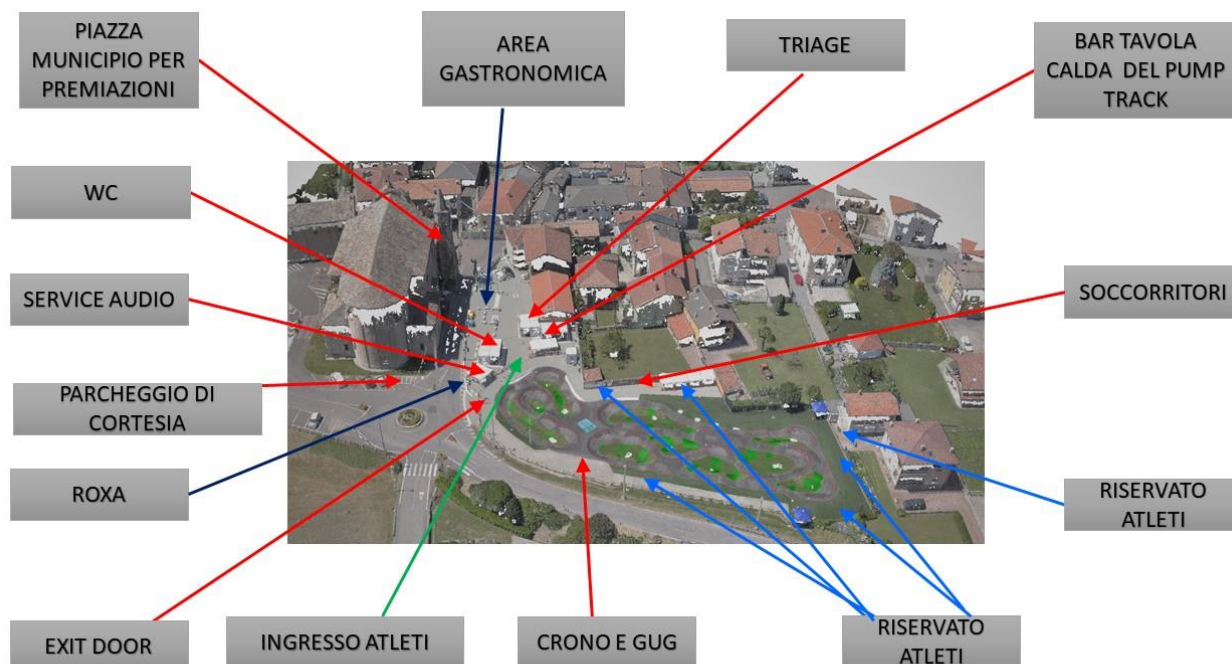 PIAZZA
MUNICIPIO PER
PREMIAZIONI
AREA
GASTRONOMICA
TRIAGE
BAR TAVOLA
CALDA DEL PUMP
TRACK
WC
SERVICE AUDIO
SOCCORRITORI
PARCHEGGIO DI
CORTESIA
ROXA
RISERVATO
ATLETI
EXIT DOOR
INGRESSO ATLETI
CRONO E GUG
RISERVATO
ATLETI